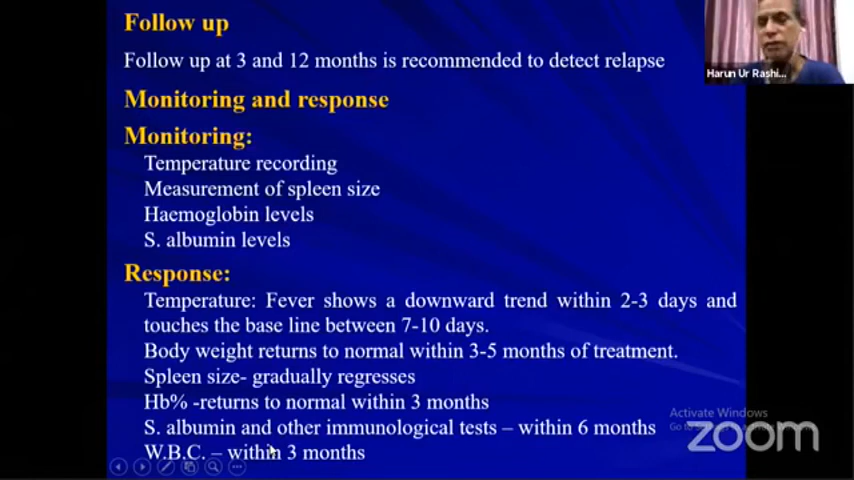 Follow up
Follow up at 3 and 12 months is recommended to detect relapse
Monitoring and response
Monitoring:
Temperature recording
Measurement of spleen size
Haemoglobin levels
S. albumin levels
Response:
Temperature: Fever shows a downward trend within 2-3 days and
touches the base line between 7-10 days.
Body weight returns to normal within 3-5 months of treatment.
Spleen size- gradually regresses
Hb% -returns to normal within 3 months
S. albumin and other immunological tests – within 6 months
W.B.C. – within 3 months
Harun Ur Rashi...
Activate Windows
Go to
zoom